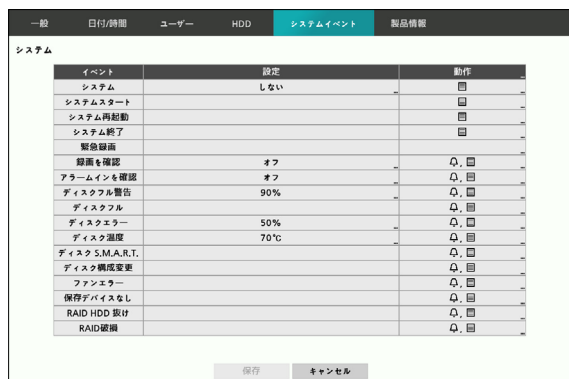 一般 日付/時間 ユーザー HDD システムイベント 製品情報
システム
イベント 設定 動作
システム しない
システムスタート
システム再起動
システム終了
緊急録画
録画を確認 オフ
アラームインを確認 オフ
ディスクフル警告 90%
ディスクフル
ディスクエラー 50%
ディスク温度 70°C
ディスク S.M.A.R.T.
ディスク構成変更
ファンエラー
保存デバイスなし
RAID HDD 抜け
RAID破損
保存 キャンセル